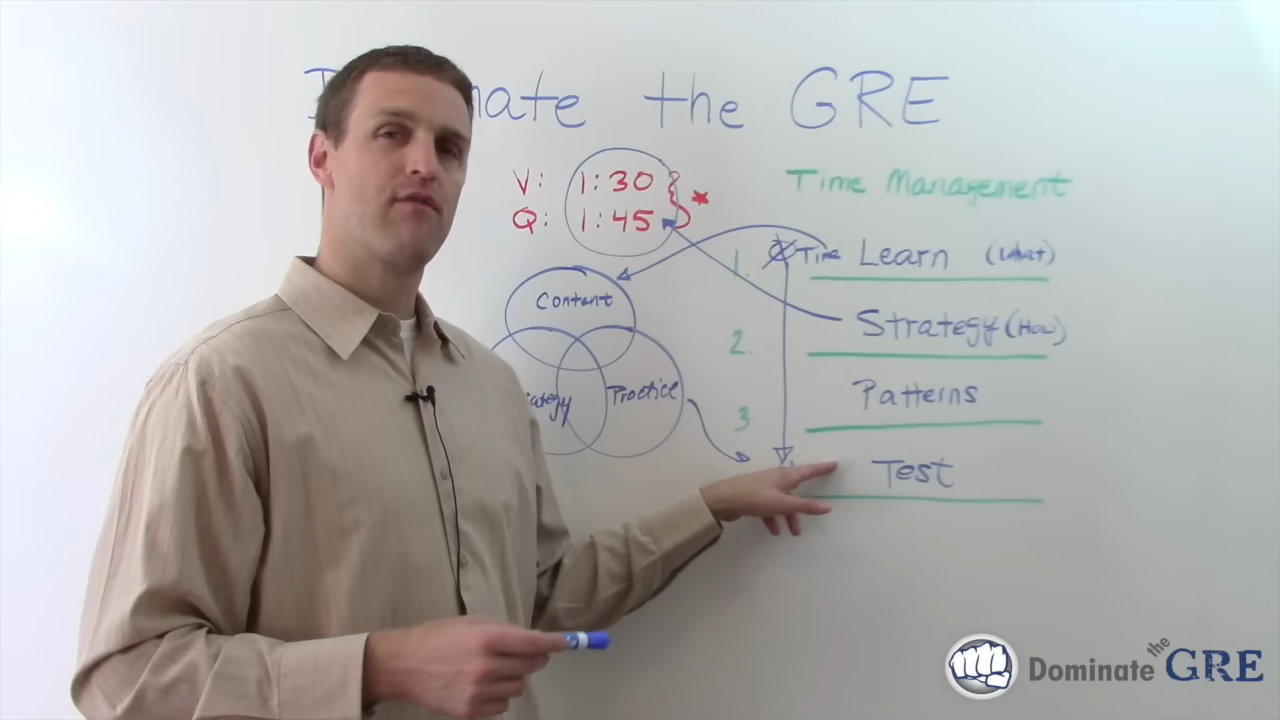 nate the GRE
V: 1:30
Q: 1:45
Time Management
1. Time Learn (What)
2. Strategy (How)
3 Patterns
Test
Content
Practice
Dominate the GRE